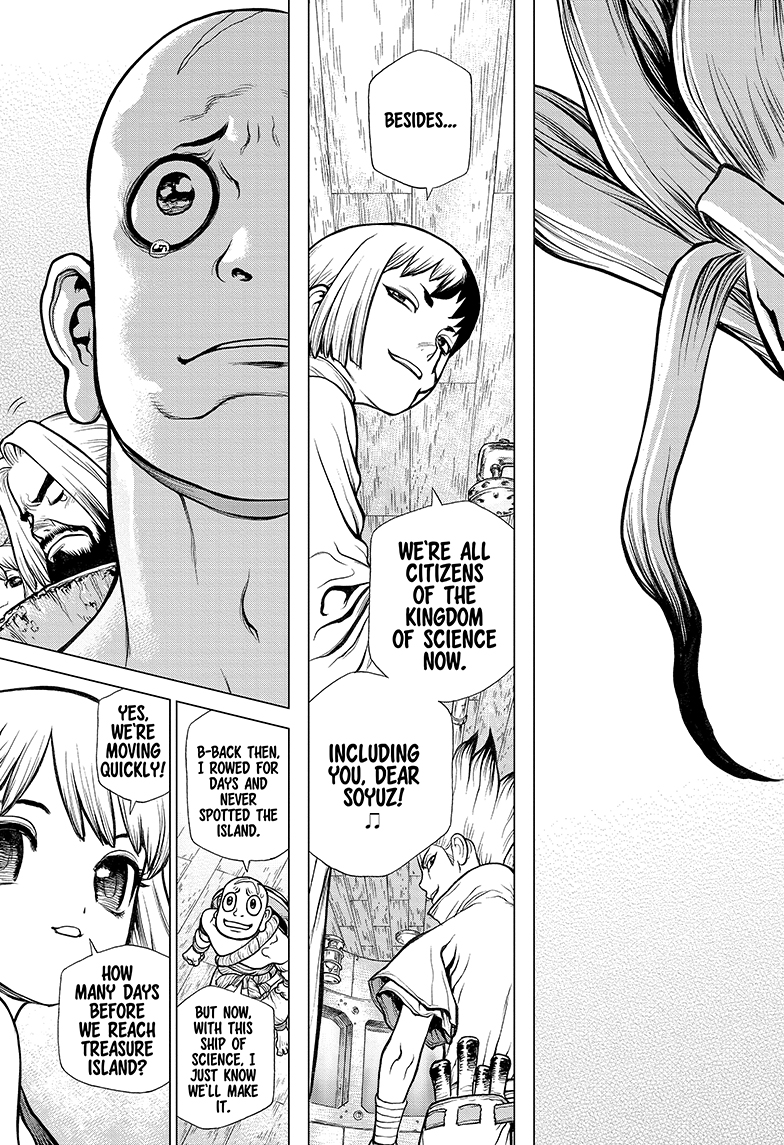 BESIDES...
WE'RE ALL
CITIZENS
OF THE
KINGDOM
OF SCIENCE
NOW.
INCLUDING
YOU, DEAR
SOYUZ!
♫
B-BACK THEN,
I ROWED FOR
DAYS AND
NEVER
SPOTTED THE
ISLAND.
BUT NOW,
WITH THIS
SHIP OF
SCIENCE, I
JUST KNOW
WE'LL MAKE
IT.
YES,
WE'RE
MOVING
QUICKLY!
HOW
MANY DAYS
BEFORE
WE REACH
TREASURE
ISLAND?